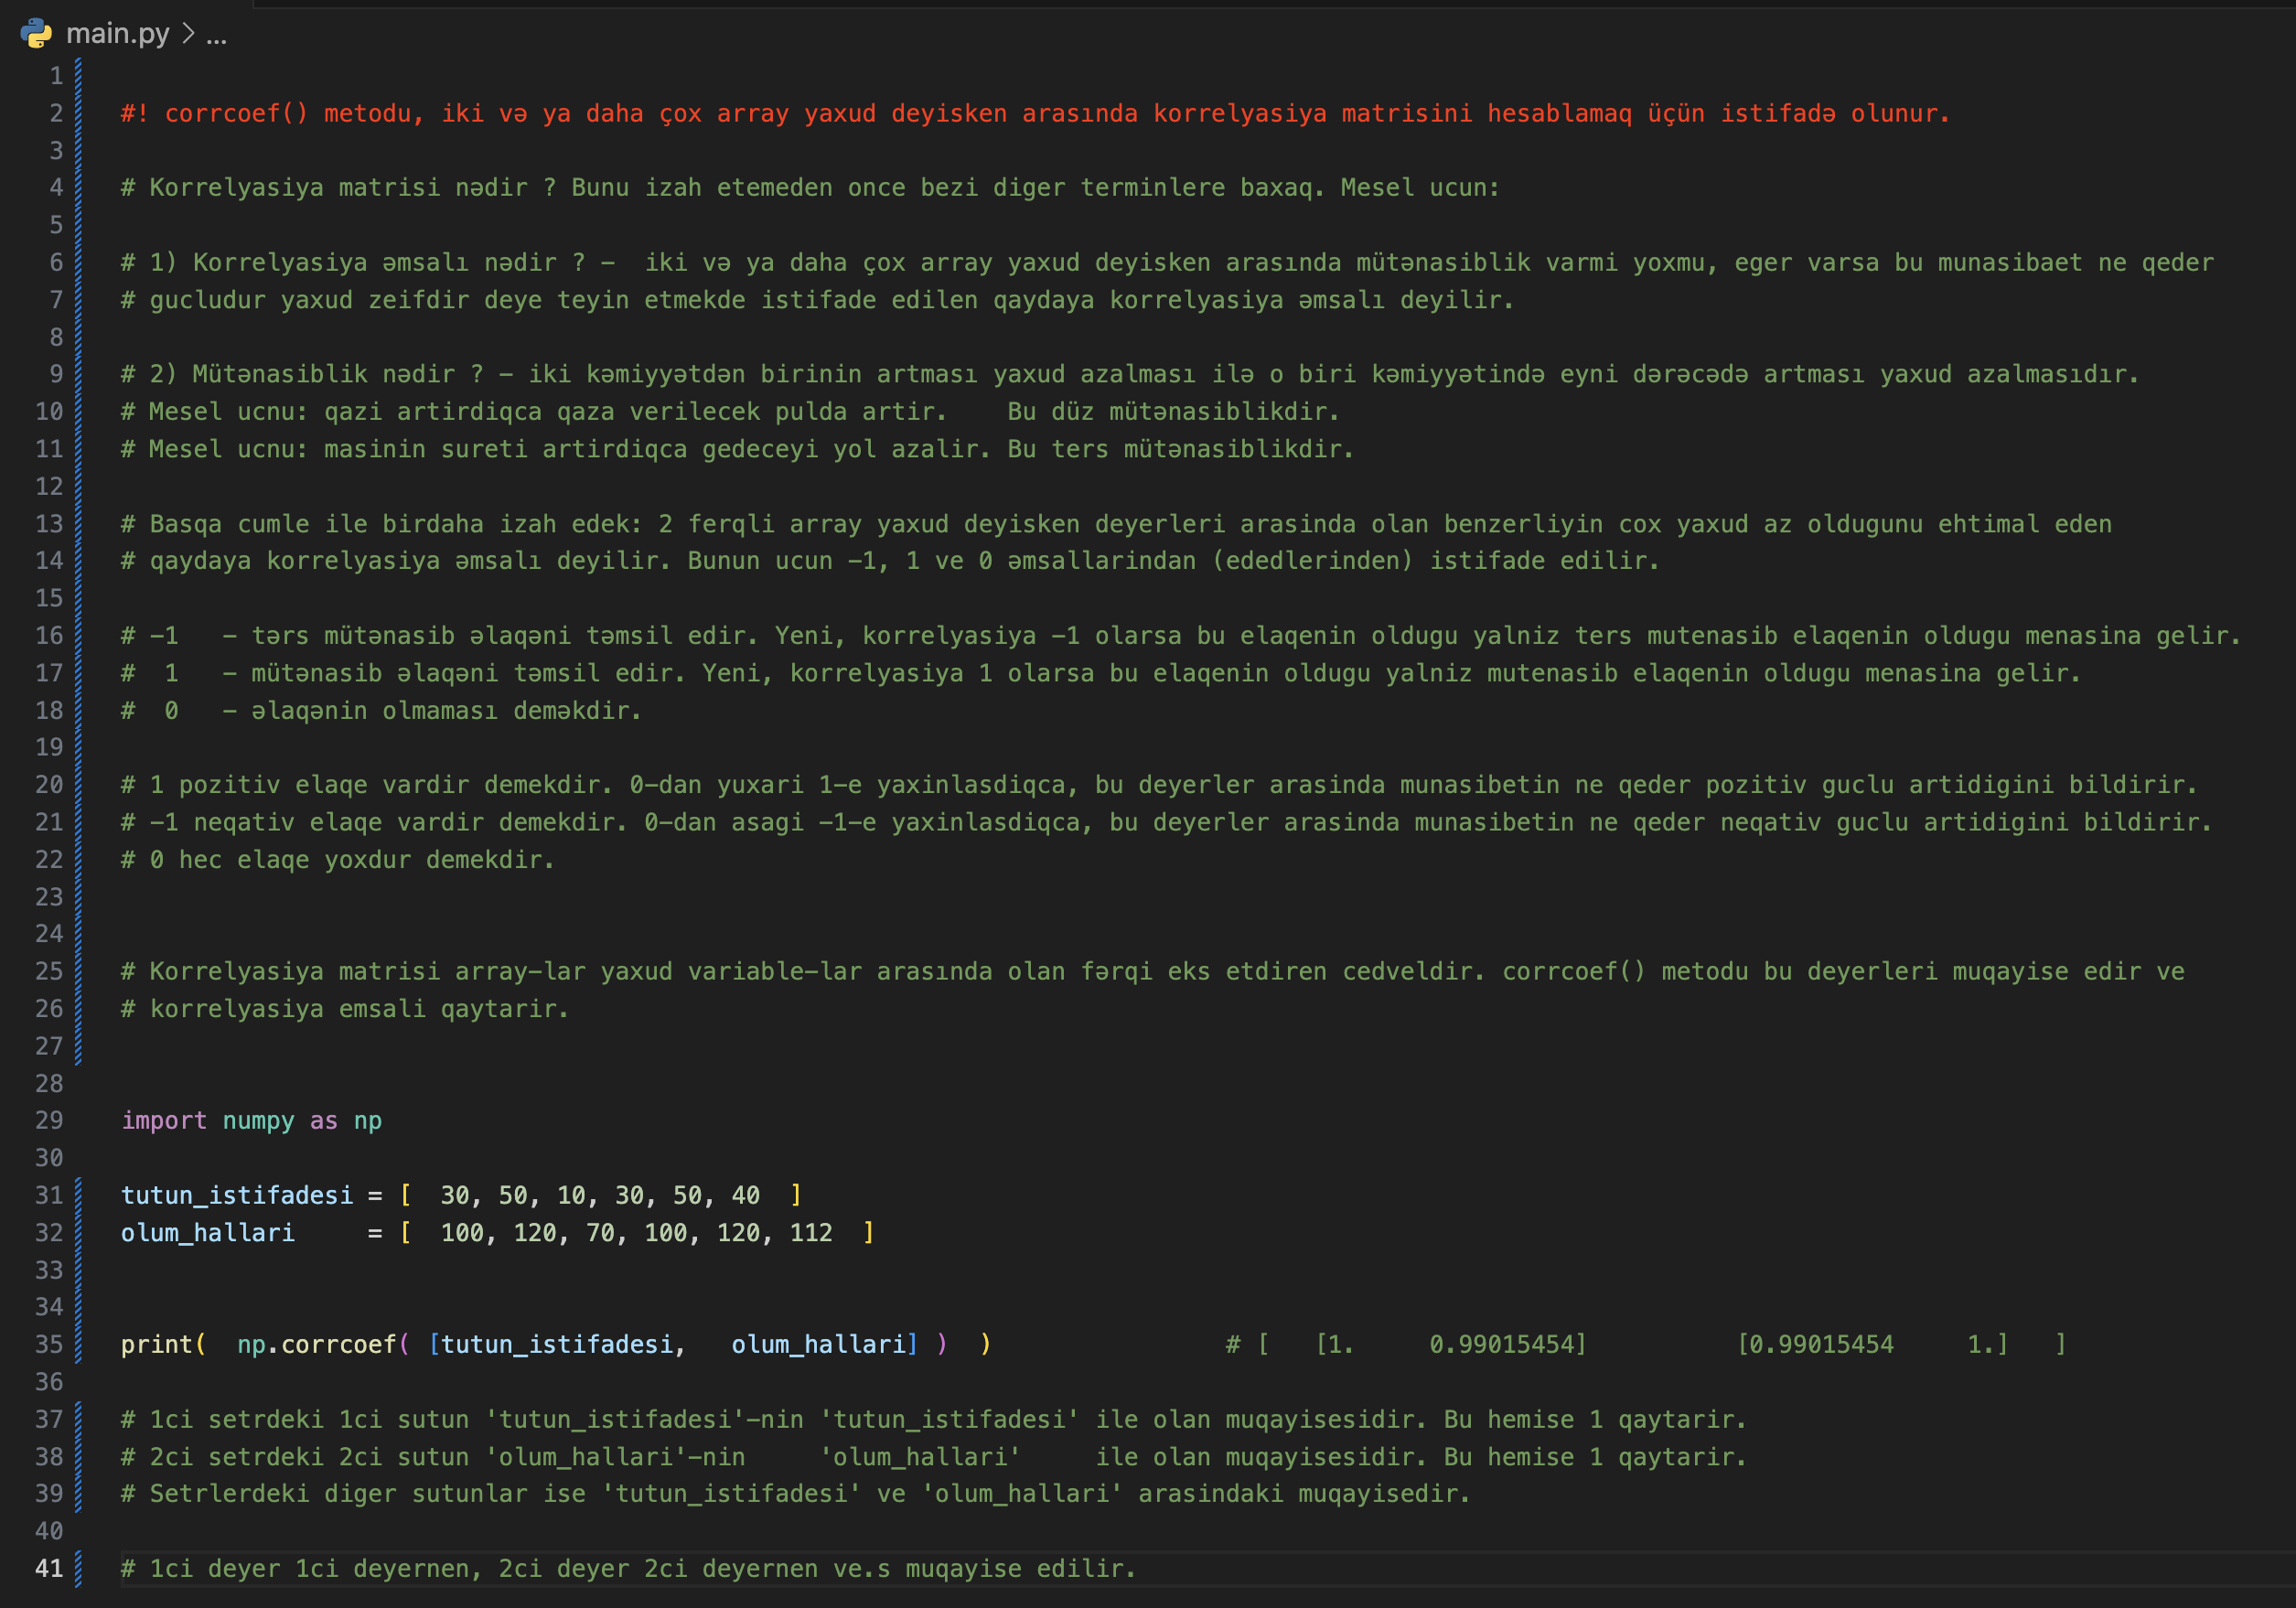 main.py > ...
1
2 #! corrcoef() metodu, iki və ya daha çox array yaxud deyisken arasında korrelyasiya matrisini hesablamaq üçün istifadə olunur.
3
4 # Korrelyasiya matrisi nədir ? Bunu izah etemeden once bezi diger terminlere baxaq. Mesel ucun:
5
6 # 1) Korrelyasiya əmsalı nədir ? -  iki və ya daha çox array yaxud deyisken arasında mütənasiblik varmi yoxmu, eger varsa bu munasibaet ne qeder
7 # gucludur yaxud zeifdir deye teyin etmekde istifade edilen qaydaya korrelyasiya əmsalı deyilir.
8
9 # 2) Mütənasiblik nədir ? - iki kəmiyyətdən birinin artması yaxud azalması ilə o biri kəmiyyətində eyni dərəcədə artması yaxud azalmasıdır.
10 # Mesel ucnu: qazi artirdiqca qaza verilecek pulda artir.    Bu düz mütənasiblikdir.
11 # Mesel ucnu: masinin sureti artirdiqca gedeceyi yol azalir. Bu ters mütənasiblikdir.
12
13 # Basqa cumle ile birdaha izah edek: 2 ferqli array yaxud deyisken deyerleri arasinda olan benzerliyin cox yaxud az oldugunu ehtimal eden
14 # qaydaya korrelyasiya əmsalı deyilir. Bunun ucun -1, 1 ve 0 əmsallarindan (ededlerinden) istifade edilir.
15
16 # -1   - tərs mütənasib əlaqəni təmsil edir. Yeni, korrelyasiya -1 olarsa bu elaqenin oldugu yalniz ters mutenasib elaqenin oldugu menasina gelir.
17 #  1   - mütənasib əlaqəni təmsil edir. Yeni, korrelyasiya 1 olarsa bu elaqenin oldugu yalniz mutenasib elaqenin oldugu menasina gelir.
18 #  0   - əlaqənin olmaması deməkdir.
19
20 # 1 pozitiv elaqe vardir demekdir. 0-dan yuxari 1-e yaxinlasdiqca, bu deyerler arasinda munasibetin ne qeder pozitiv guclu artidigini bildirir.
21 # -1 neqativ elaqe vardir demekdir. 0-dan asagi -1-e yaxinlasdiqca, bu deyerler arasinda munasibetin ne qeder neqativ guclu artidigini bildirir.
22 # 0 hec elaqe yoxdur demekdir.
23
24
25 # Korrelyasiya matrisi array-lar yaxud variable-lar arasında olan fərqi eks etdiren cedveldir. corrcoef() metodu bu deyerleri muqayise edir ve
26 # korrelyasiya emsali qaytarir.
27
28
29 import numpy as np
30
31 tutun_istifadesi = [  30, 50, 10, 30, 50, 40  ]
32 olum_hallari     = [  100, 120, 70, 100, 120, 112  ]
33
34
35 print(  np.corrcoef( [tutun_istifadesi,   olum_hallari] )  )                # [   [1.     0.99015454]          [0.99015454     1.]   ]
36
37 # 1ci setrdeki 1ci sutun 'tutun_istifadesi'-nin 'tutun_istifadesi' ile olan muqayisesidir. Bu hemise 1 qaytarir.
38 # 2ci setrdeki 2ci sutun 'olum_hallari'-nin     'olum_hallari'     ile olan muqayisesidir. Bu hemise 1 qaytarir.
39 # Setrlerdeki diger sutunlar ise 'tutun_istifadesi' ve 'olum_hallari' arasindaki muqayisedir.
40
41 # 1ci deyer 1ci deyernen, 2ci deyer 2ci deyernen ve.s muqayise edilir.